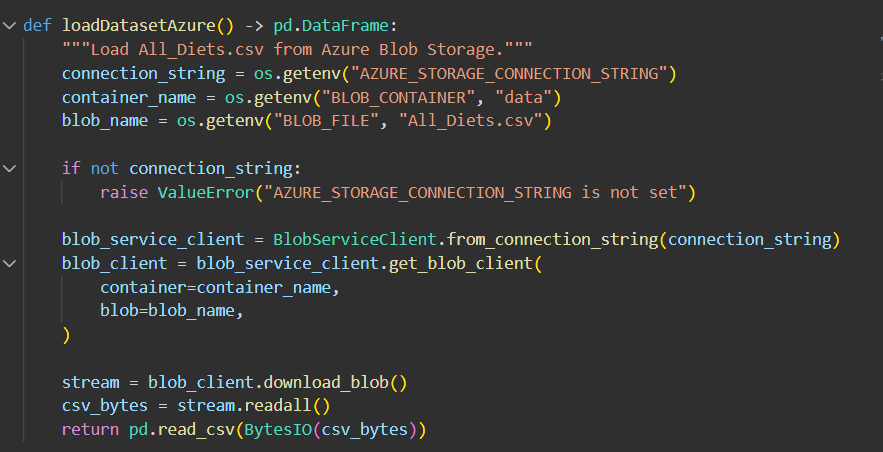 def loadDatasetAzure() -> pd.DataFrame:
    """Load All_Diets.csv from Azure Blob Storage."""
    connection_string = os.getenv("AZURE_STORAGE_CONNECTION_STRING")
    container_name = os.getenv("BLOB_CONTAINER", "data")
    blob_name = os.getenv("BLOB_FILE", "All_Diets.csv")

    if not connection_string:
        raise ValueError("AZURE_STORAGE_CONNECTION_STRING is not set")

    blob_service_client = BlobServiceClient.from_connection_string(connection_string)
    blob_client = blob_service_client.get_blob_client(
        container=container_name,
        blob=blob_name,
    )

    stream = blob_client.download_blob()
    csv_bytes = stream.readall()
    return pd.read_csv(BytesIO(csv_bytes))